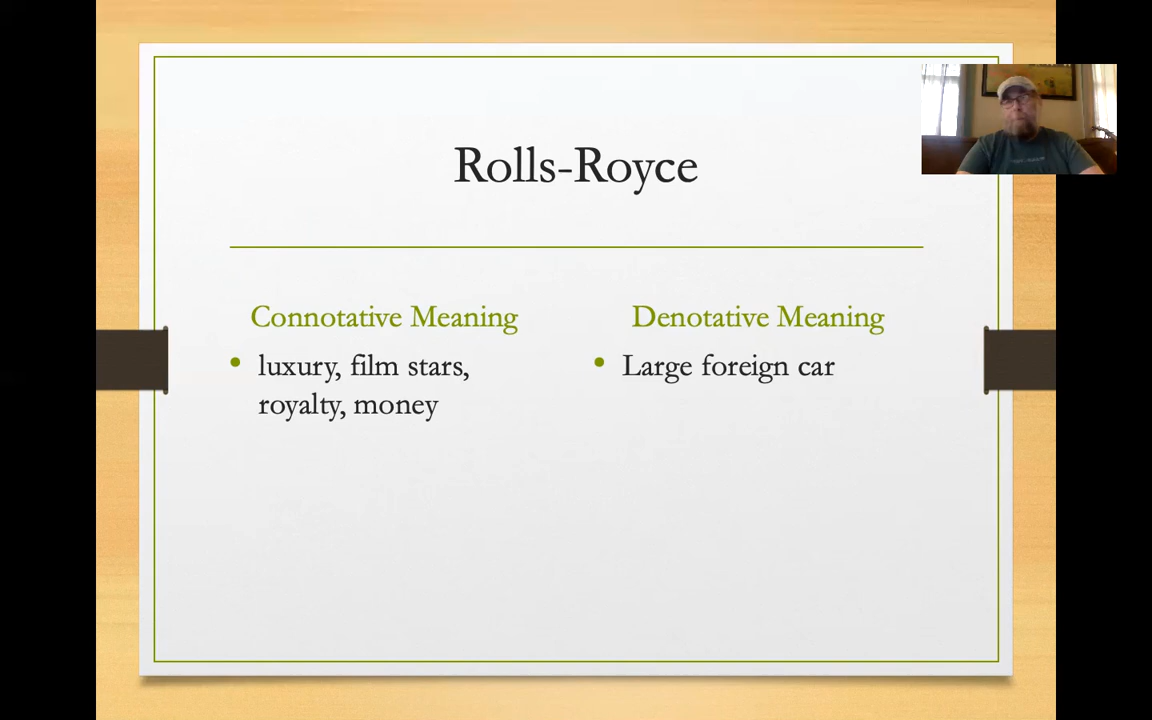 Rolls-Royce
Connotative Meaning
• luxury, film stars,
royalty, money
Denotative Meaning
• Large foreign car